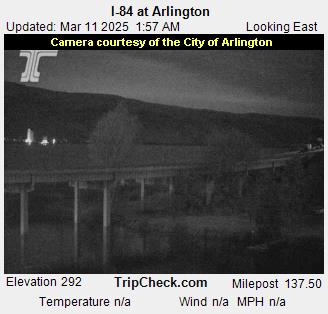 I-84 at Arlington
Updated: Mar 11 2025 1:57 AM Looking East
Camera courtesy of the City of Arlington
Elevation 292 TripCheck.com Milepost 137.50
Temperature n/a Wind n/a MPH n/a